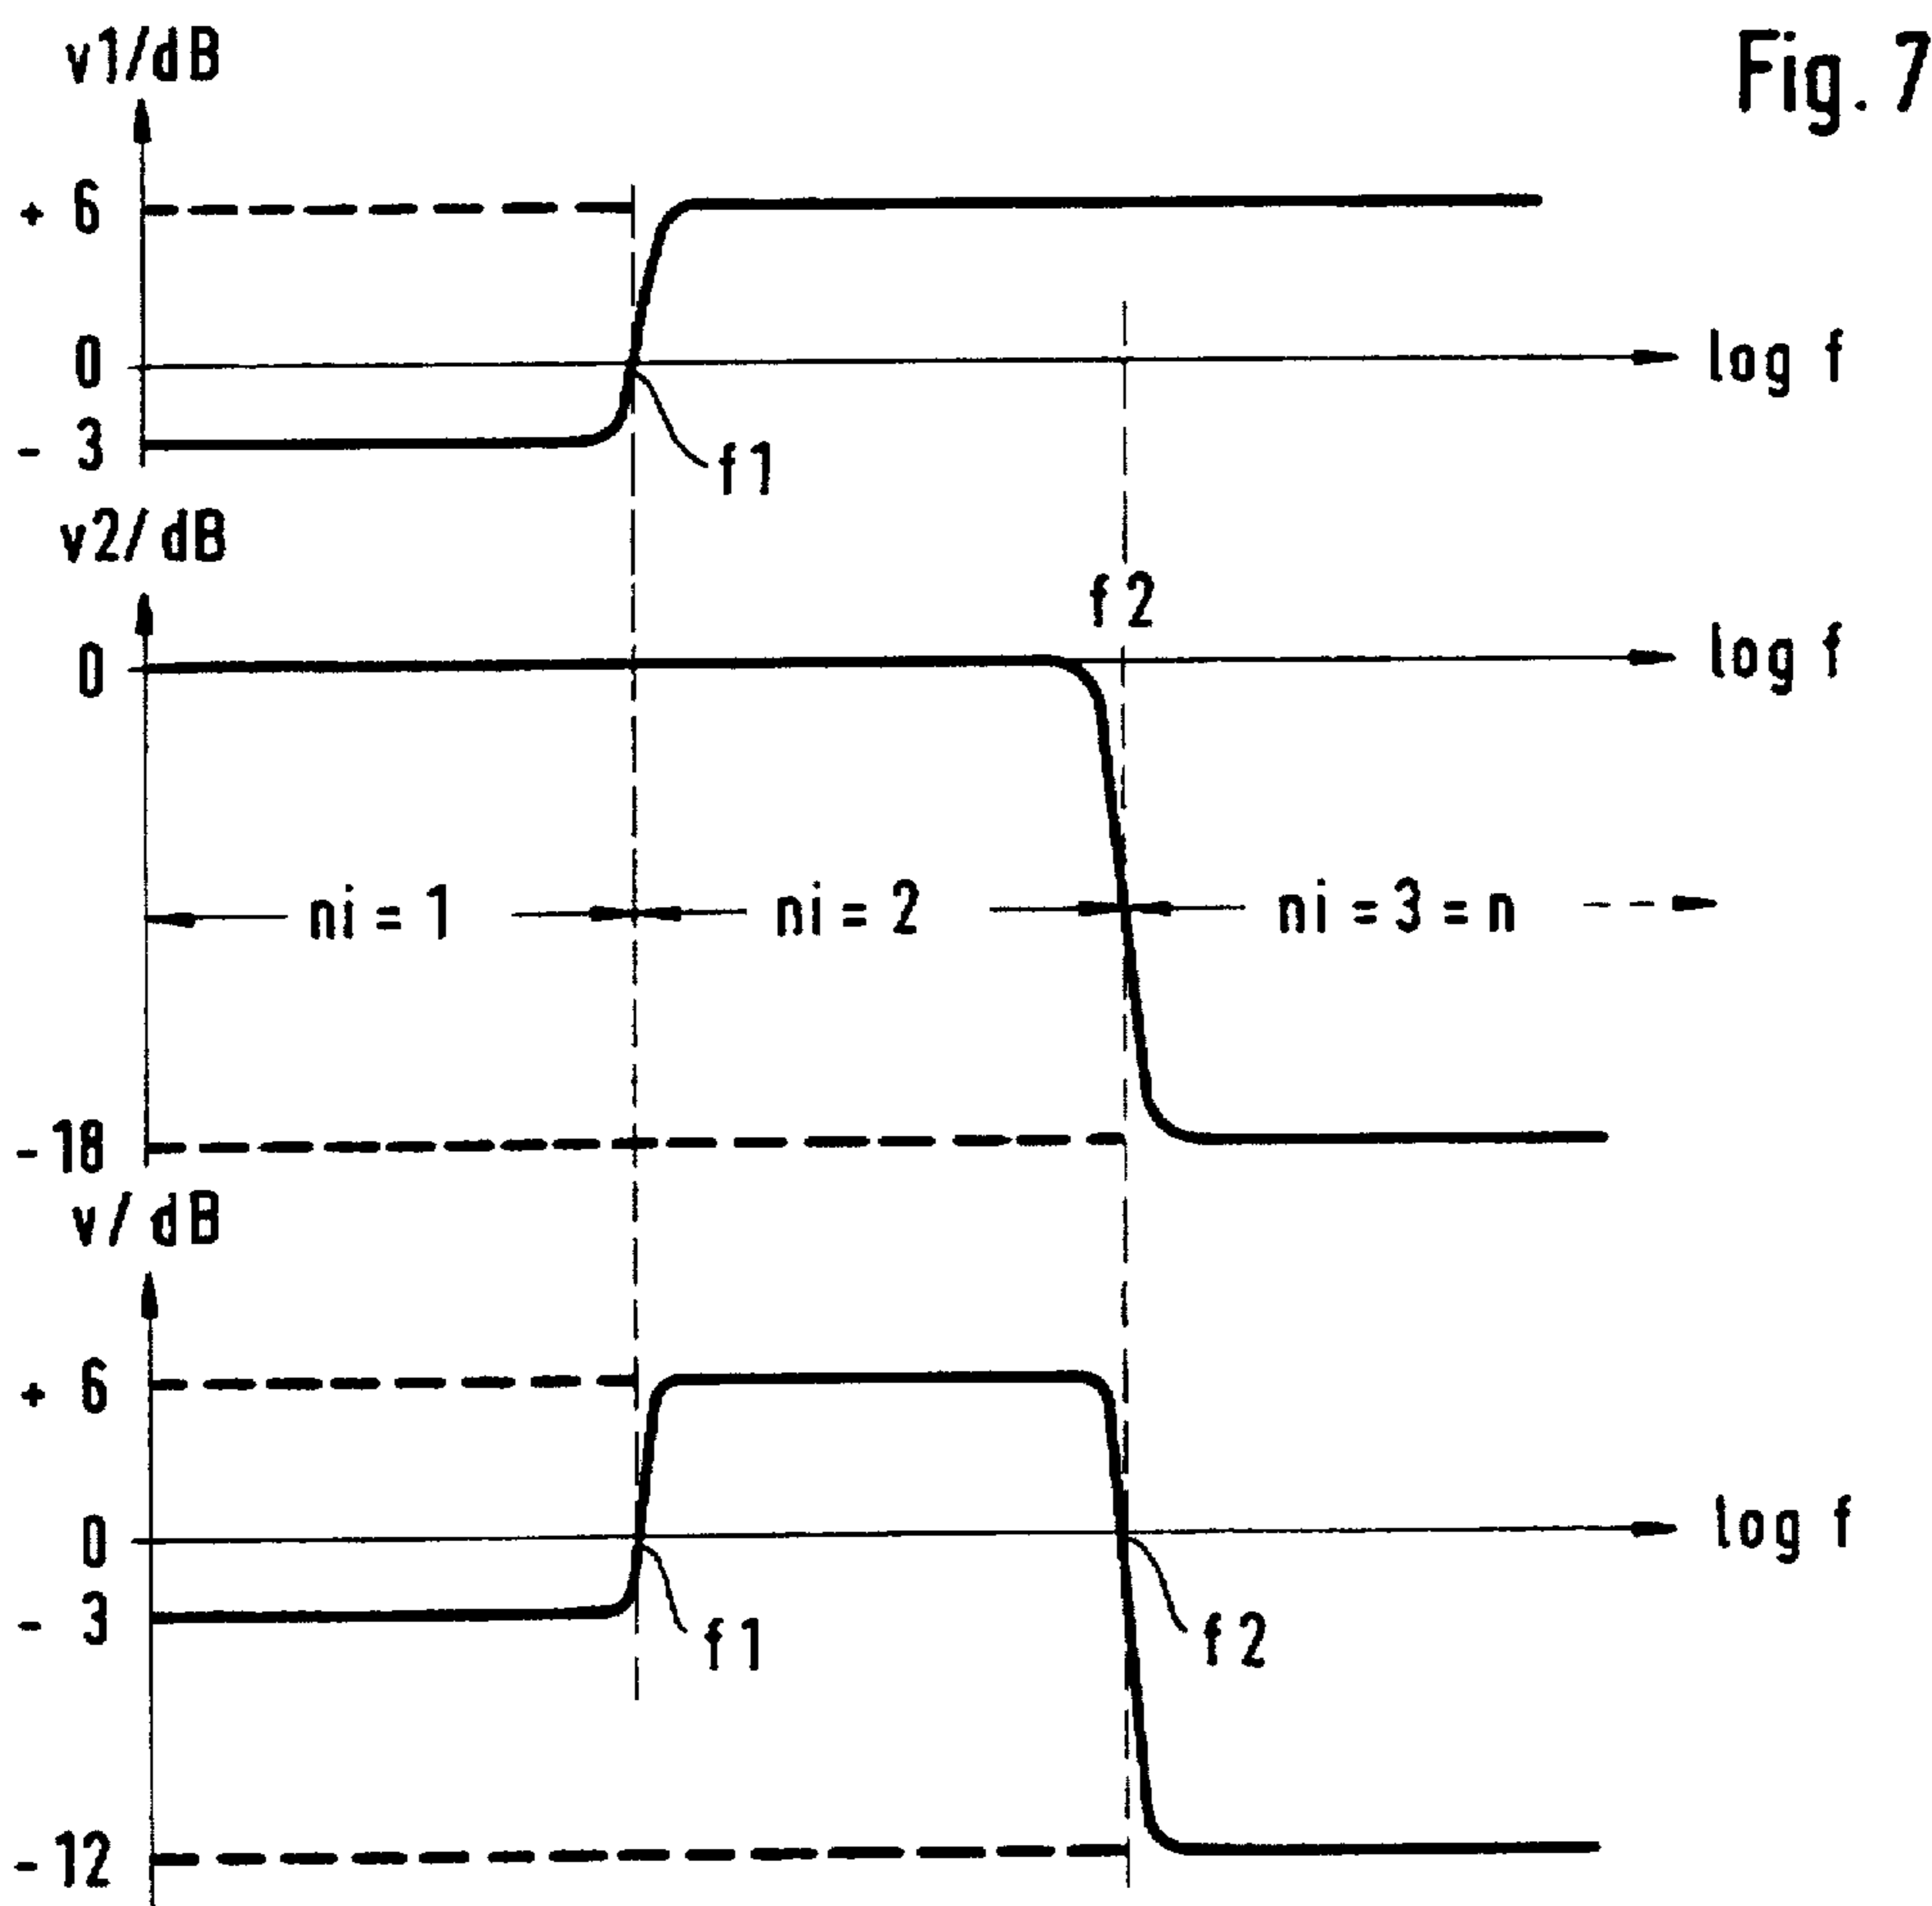 v1/dB
Fig. 7
+ 6
0
log f
- 3
f1
v2/dB
f2
0
log f
ni = 1
ni = 2
ni = 3 = n
- 18
v/dB
+ 6
0
log f
- 3
f1
f2
- 12